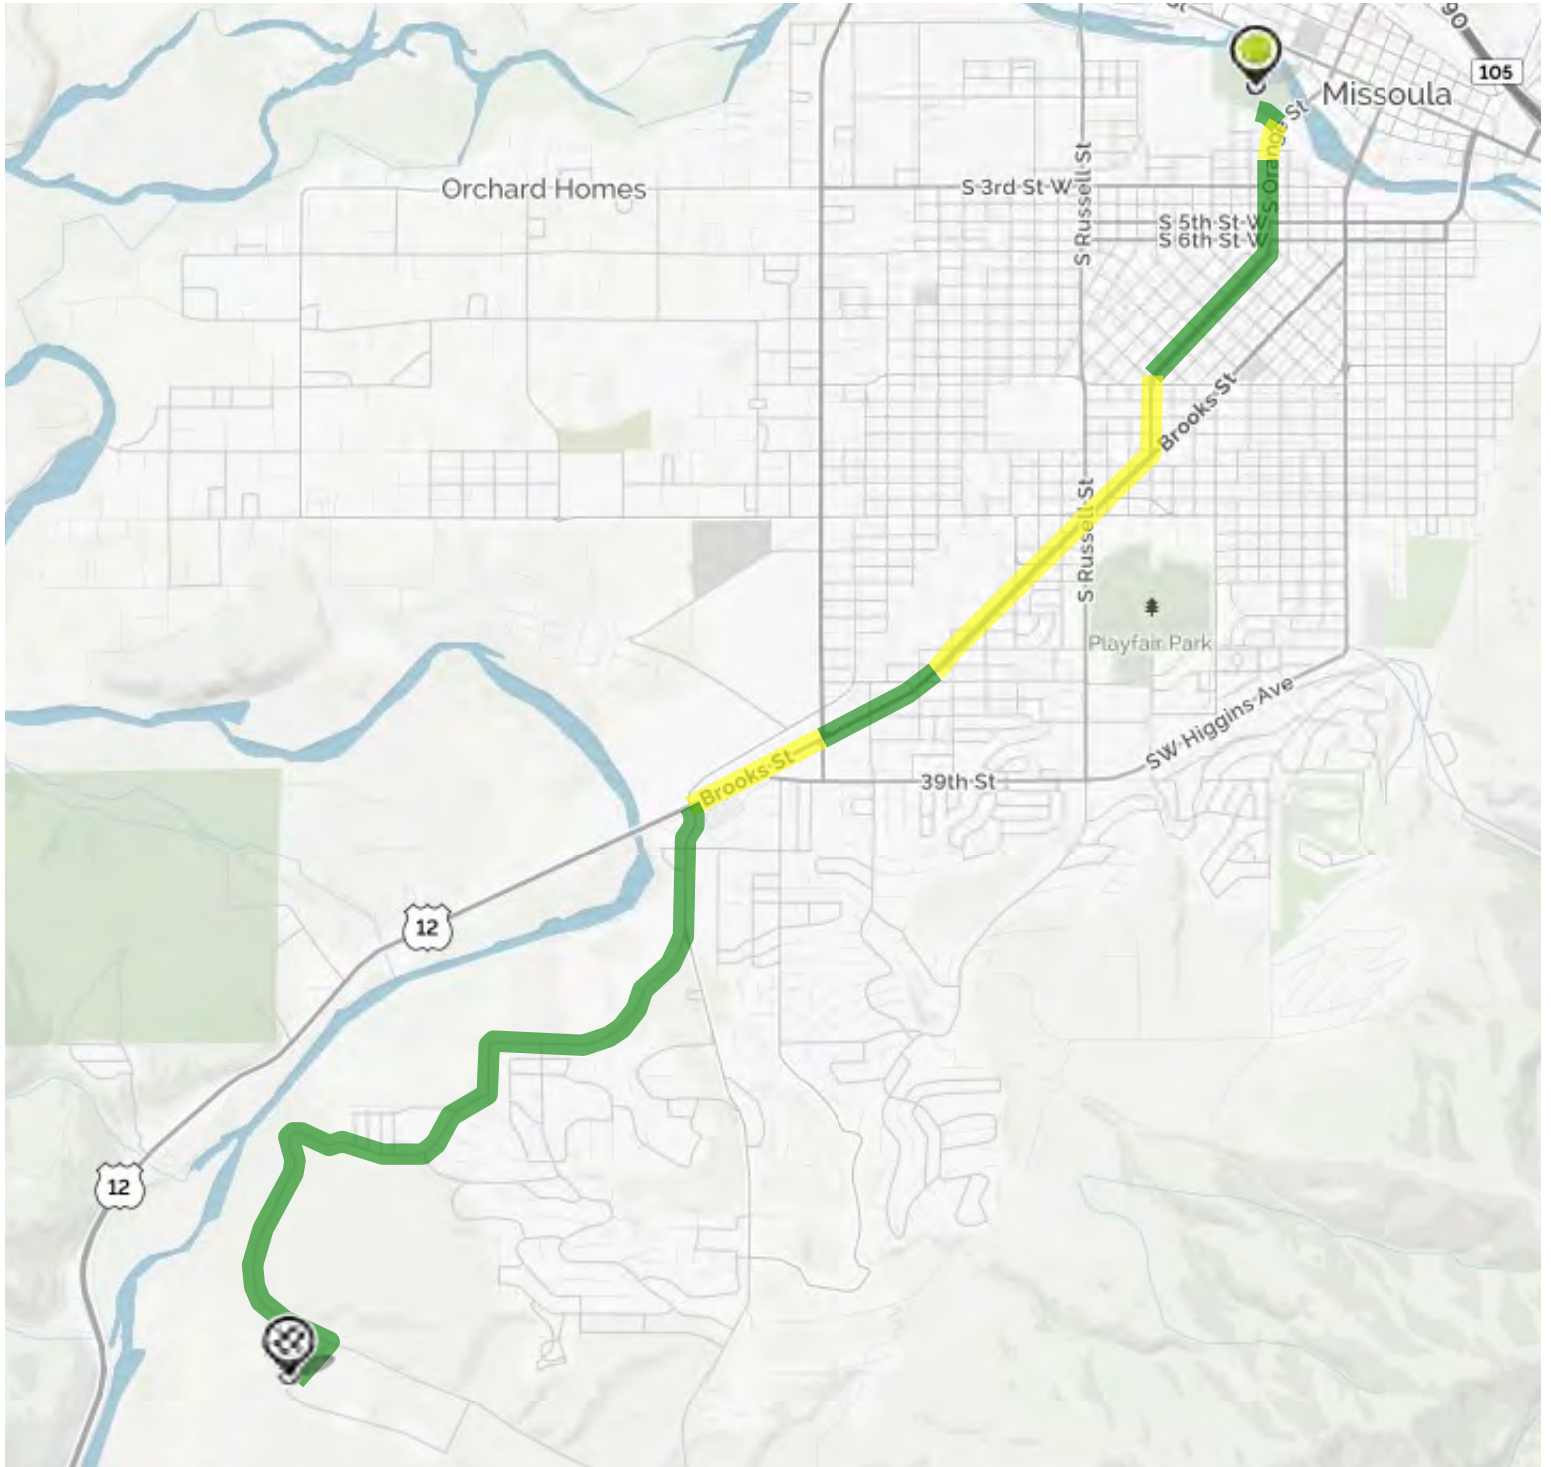 90
105
Missoula
S Orange St
S Russell St
Orchard Homes
S 3rd St W
S 5th St W
S 6th St W
Brooks St
S Russell St
Playfair Park
SW Higgins Ave
Brooks St
39th St
12
12